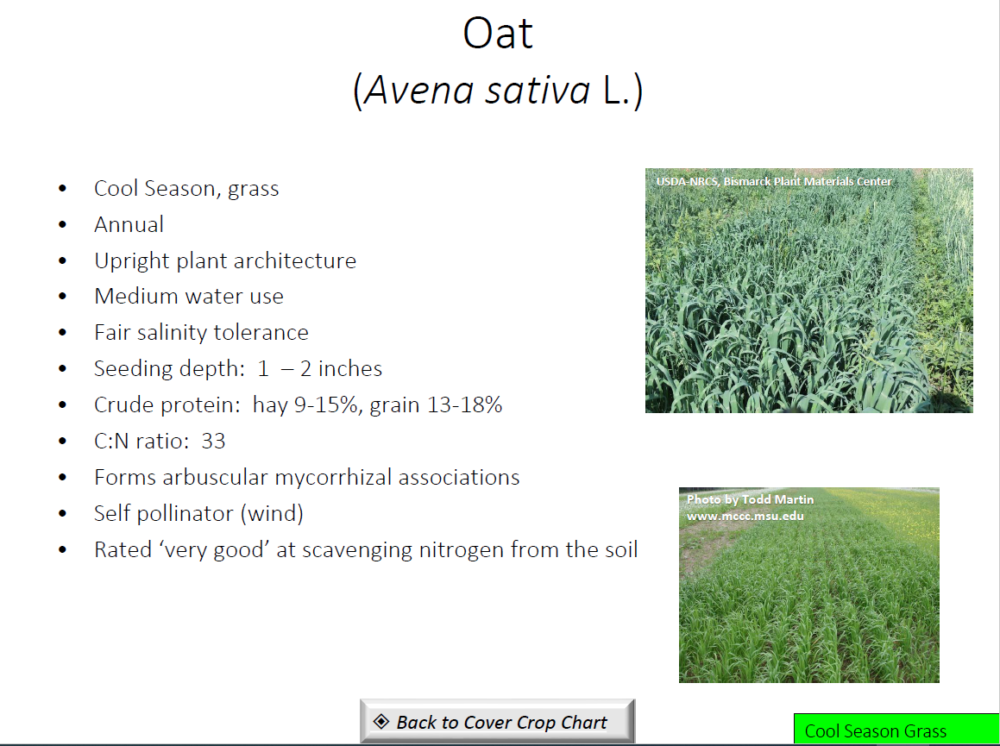 Oat
(Avena sativa L.)
• Cool Season, grass
• Annual
• Upright plant architecture
• Medium water use
• Fair salinity tolerance
• Seeding depth:  1  – 2 inches
• Crude protein:  hay 9-15%, grain 13-18%
• C:N ratio:  33
• Forms arbuscular mycorrhizal associations
• Self pollinator (wind)
• Rated ‘very good’ at scavenging nitrogen from the soil
USDA-NRCS, Bismarck Plant Materials Center
Photo by Todd Martin
www.mccc.msu.edu
Back to Cover Crop Chart
Cool Season Grass